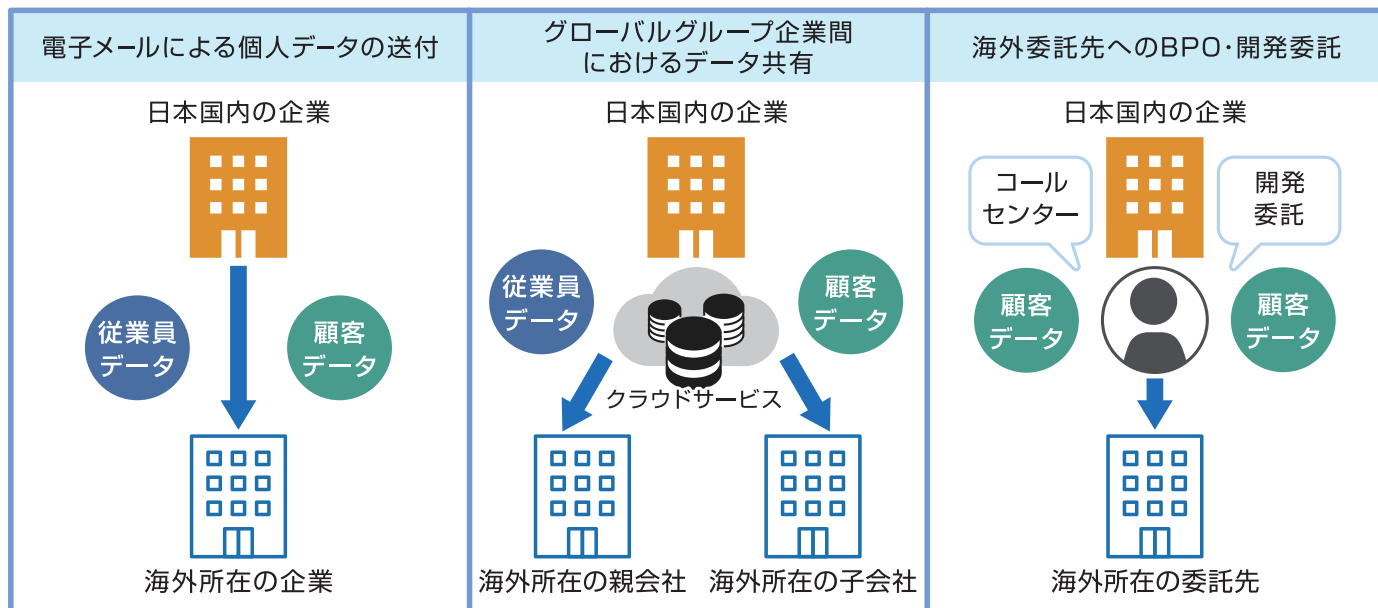 電子メールによる個人データの送付
日本国内の企業
従業員
データ
顧客
データ
海外所在の企業
グローバルグループ企業間
におけるデータ共有
日本国内の企業
従業員
データ
顧客
データ
クラウドサービス
海外所在の親会社
海外所在の子会社
海外委託先へのBPO・開発委託
日本国内の企業
コール
センター
開発
委託
顧客
データ
顧客
データ
海外所在の委託先